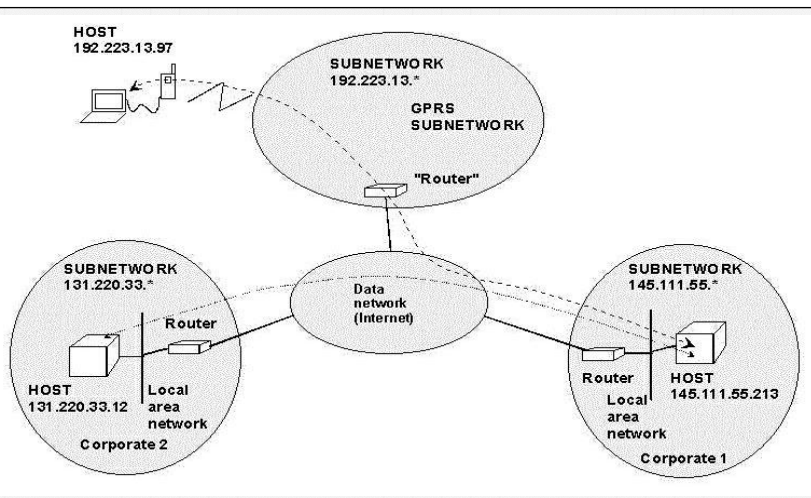 HOST
192.223.13.97
SUBNETWORK
192.223.13.*
GPRS
SUBNETWORK
"Router"
SUBNETWORK
131.220.33.*
Router
HOST
131.220.33.12
Local
area
network
Corporate 2
Data
network
(Internet)
SUBNETWORK
145.111.55.*
Router
HOST
145.111.55.213
Local
area
network
Corporate 1